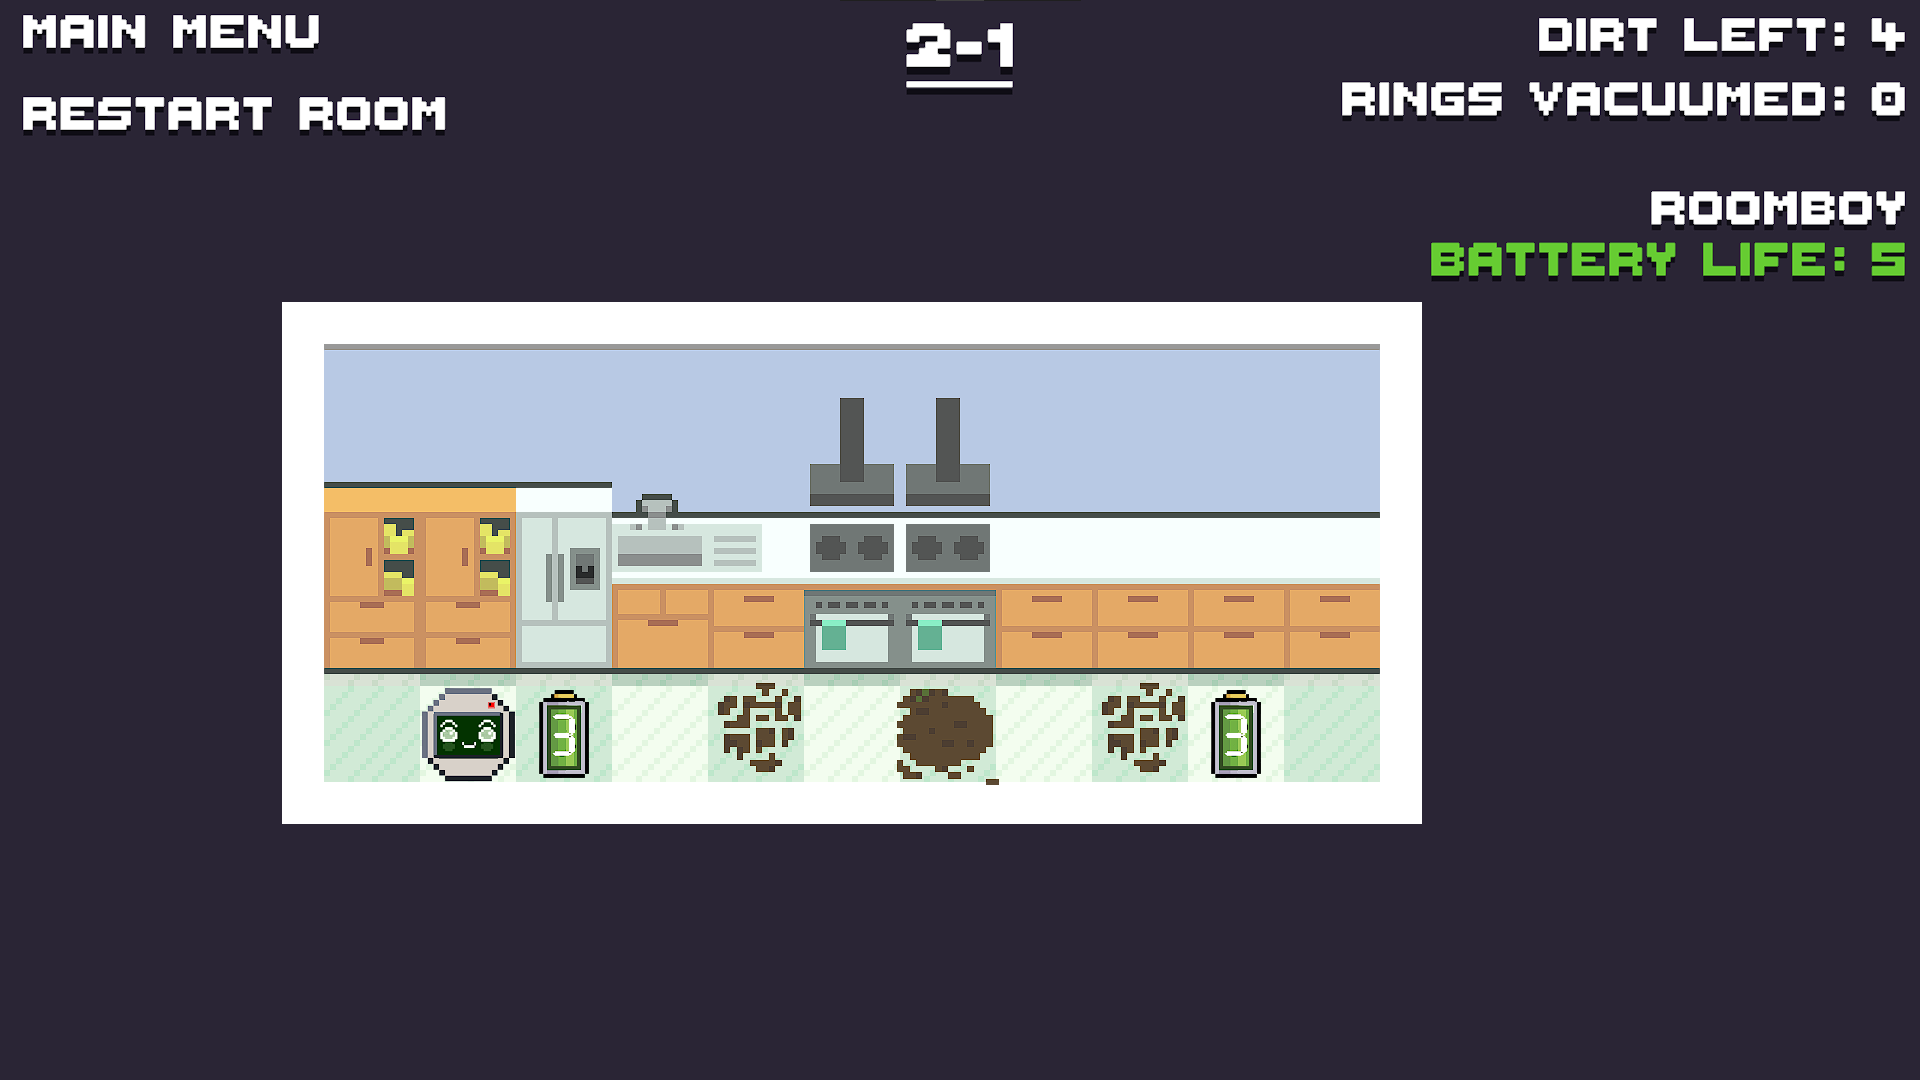 MAIN MENU
2-1
DIRT LEFT: 4
RESTART ROOM
RINGS VACUUMED: 0
ROOMBOY
BATTERY LIFE: 5
3
3